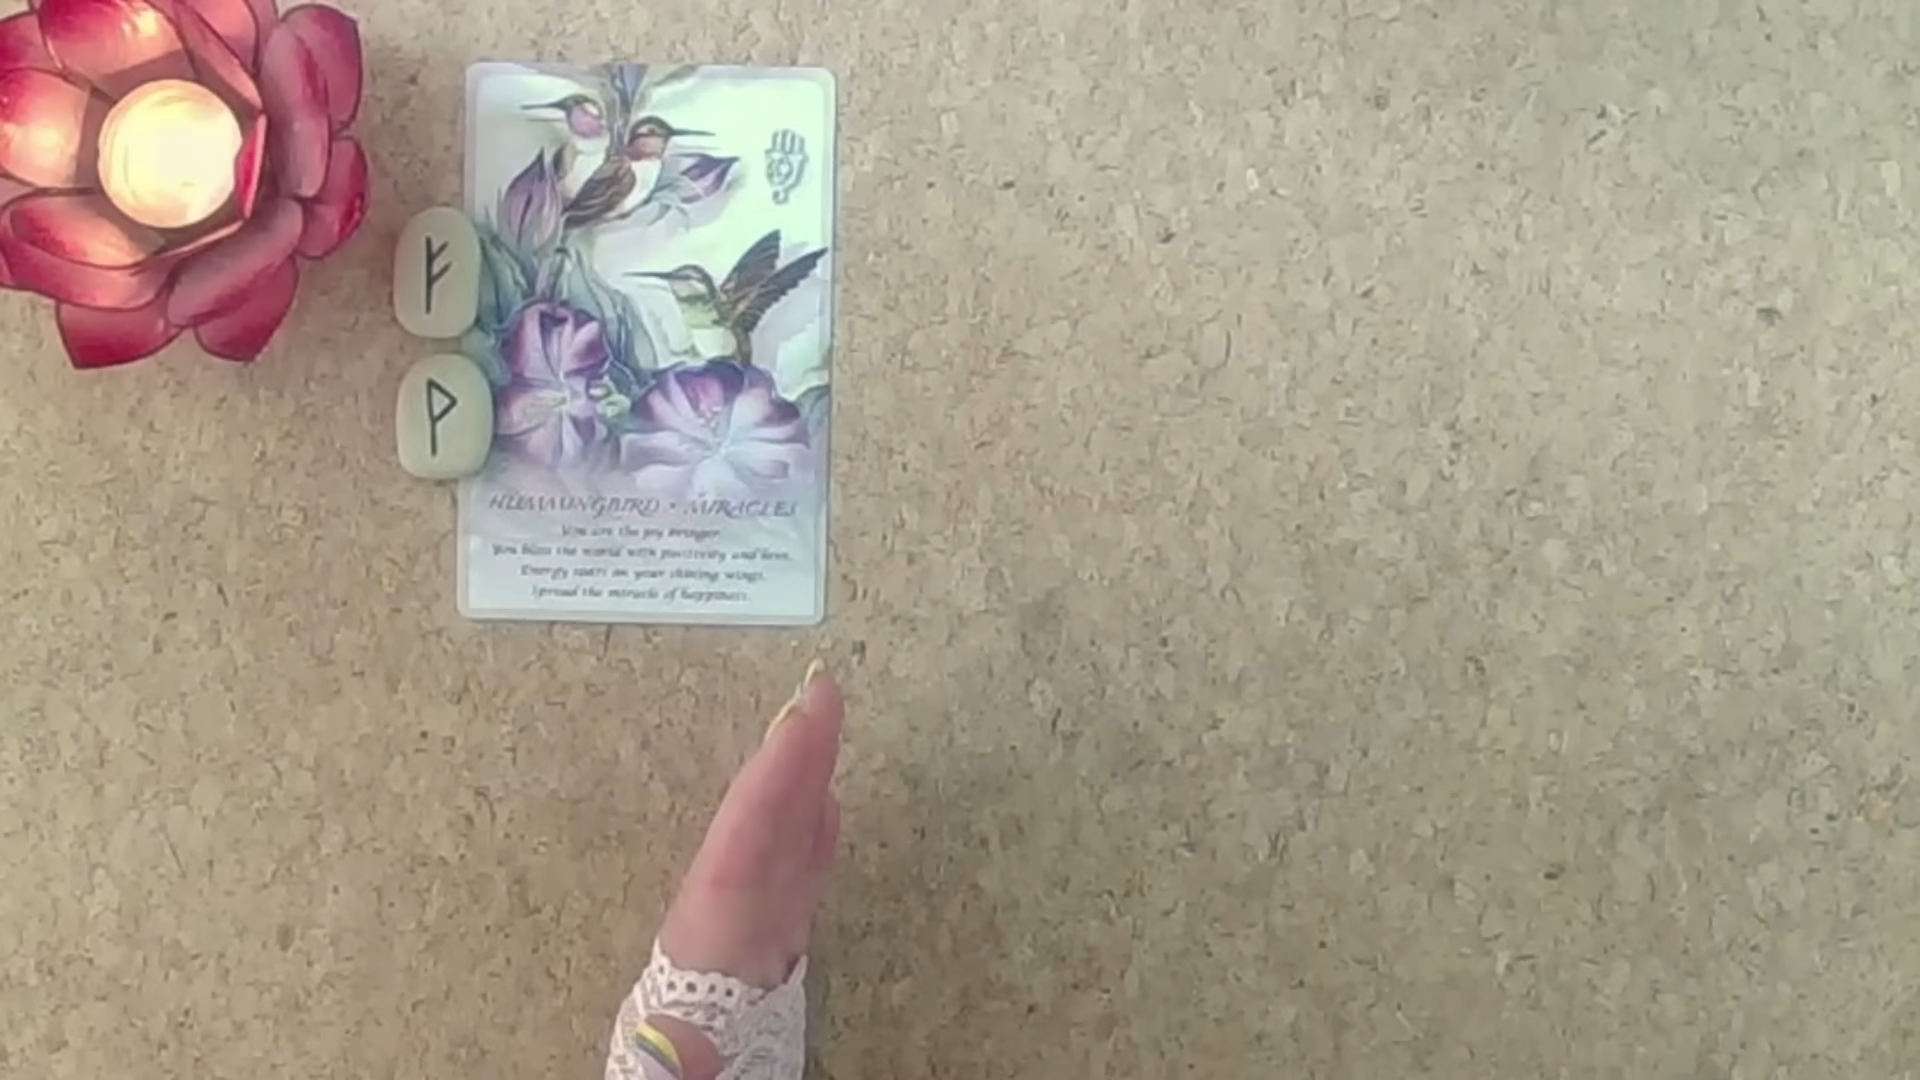 ᚠ
ᚹ
HUMMINGBIRD • MIRACLES
You are the joy bringer.
You bless the world with positivity and love.
Energy soars on your shining wings.
Spread the miracle of happiness.